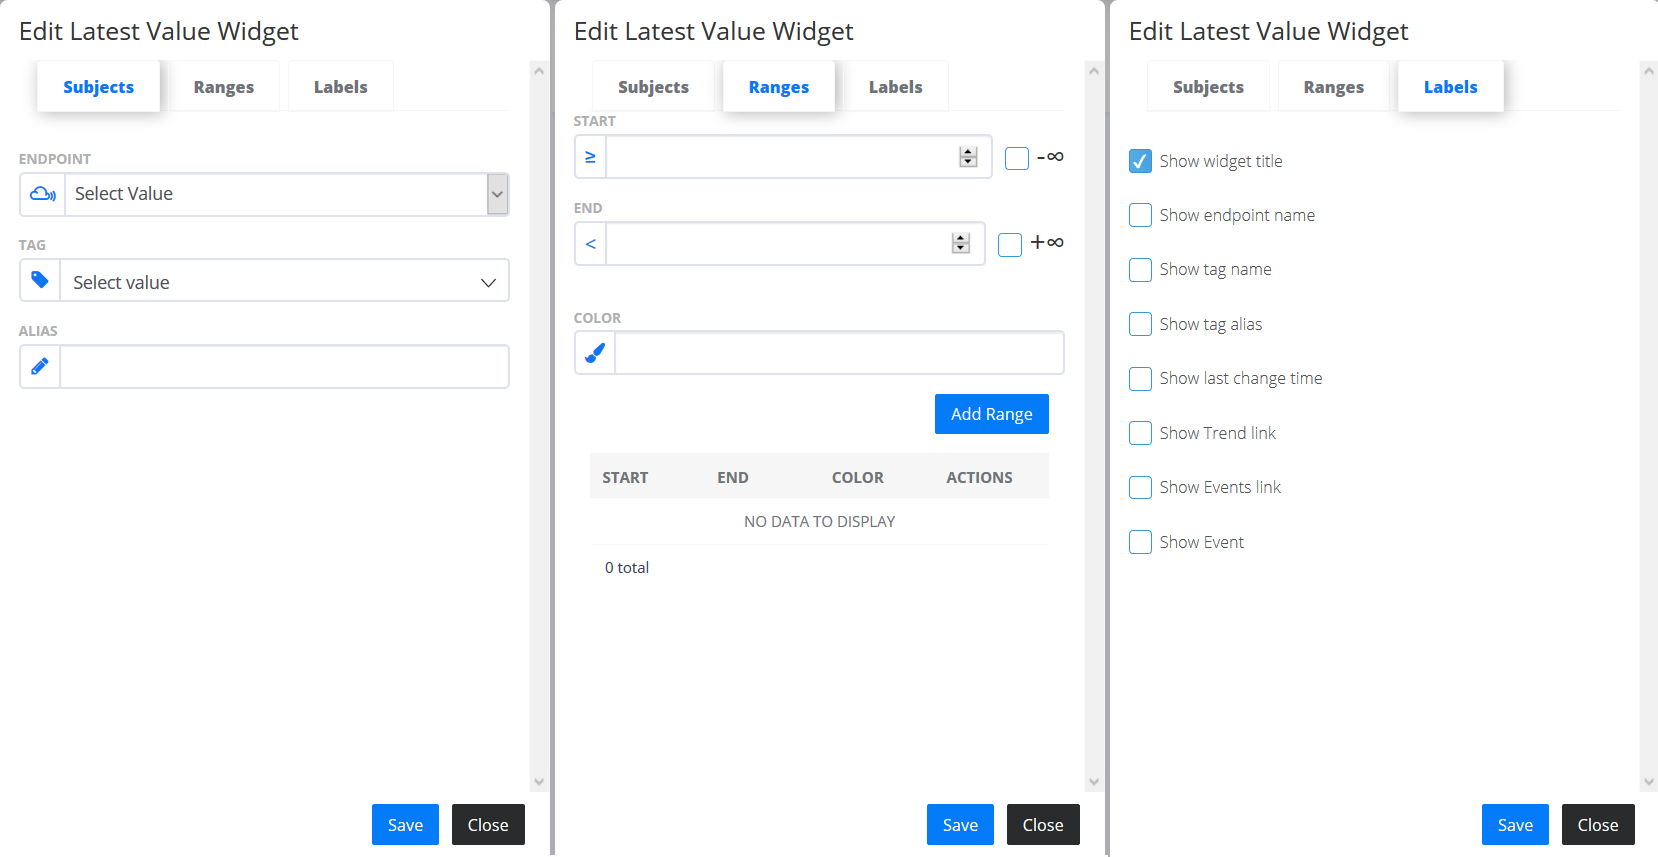 Edit Latest Value Widget
Subjects Ranges Labels
ENDPOINT
Select Value
TAG
Select value
ALIAS
Save Close
Edit Latest Value Widget
Subjects Ranges Labels
START
≥ -∞
END
< +∞
COLOR
Add Range
START END COLOR ACTIONS
NO DATA TO DISPLAY
0 total
Save Close
Edit Latest Value Widget
Subjects Ranges Labels
Show widget title
Show endpoint name
Show tag name
Show tag alias
Show last change time
Show Trend link
Show Events link
Show Event
Save Close